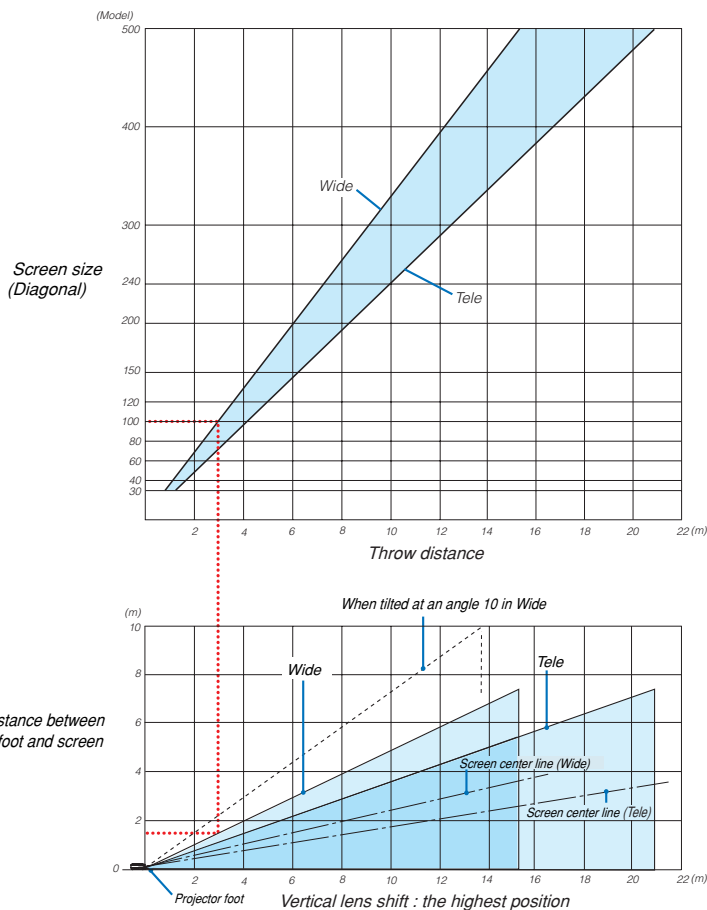 (Model)
500
400
300
240
200
150
120
100
80
60
40
30
Wide
Tele
Screen size
(Diagonal)
2 4 6 8 10 12 14 16 18 20 22 (m)
Throw distance
(m)
10
8
6
4
2
0
When tilted at an angle 10 in Wide
Wide
Tele
stance between
foot and screen
Screen center line (Wide)
Screen center line (Tele)
2 4 6 8 10 12 14 16 18 20 22 (m)
Projector foot
Vertical lens shift : the highest position